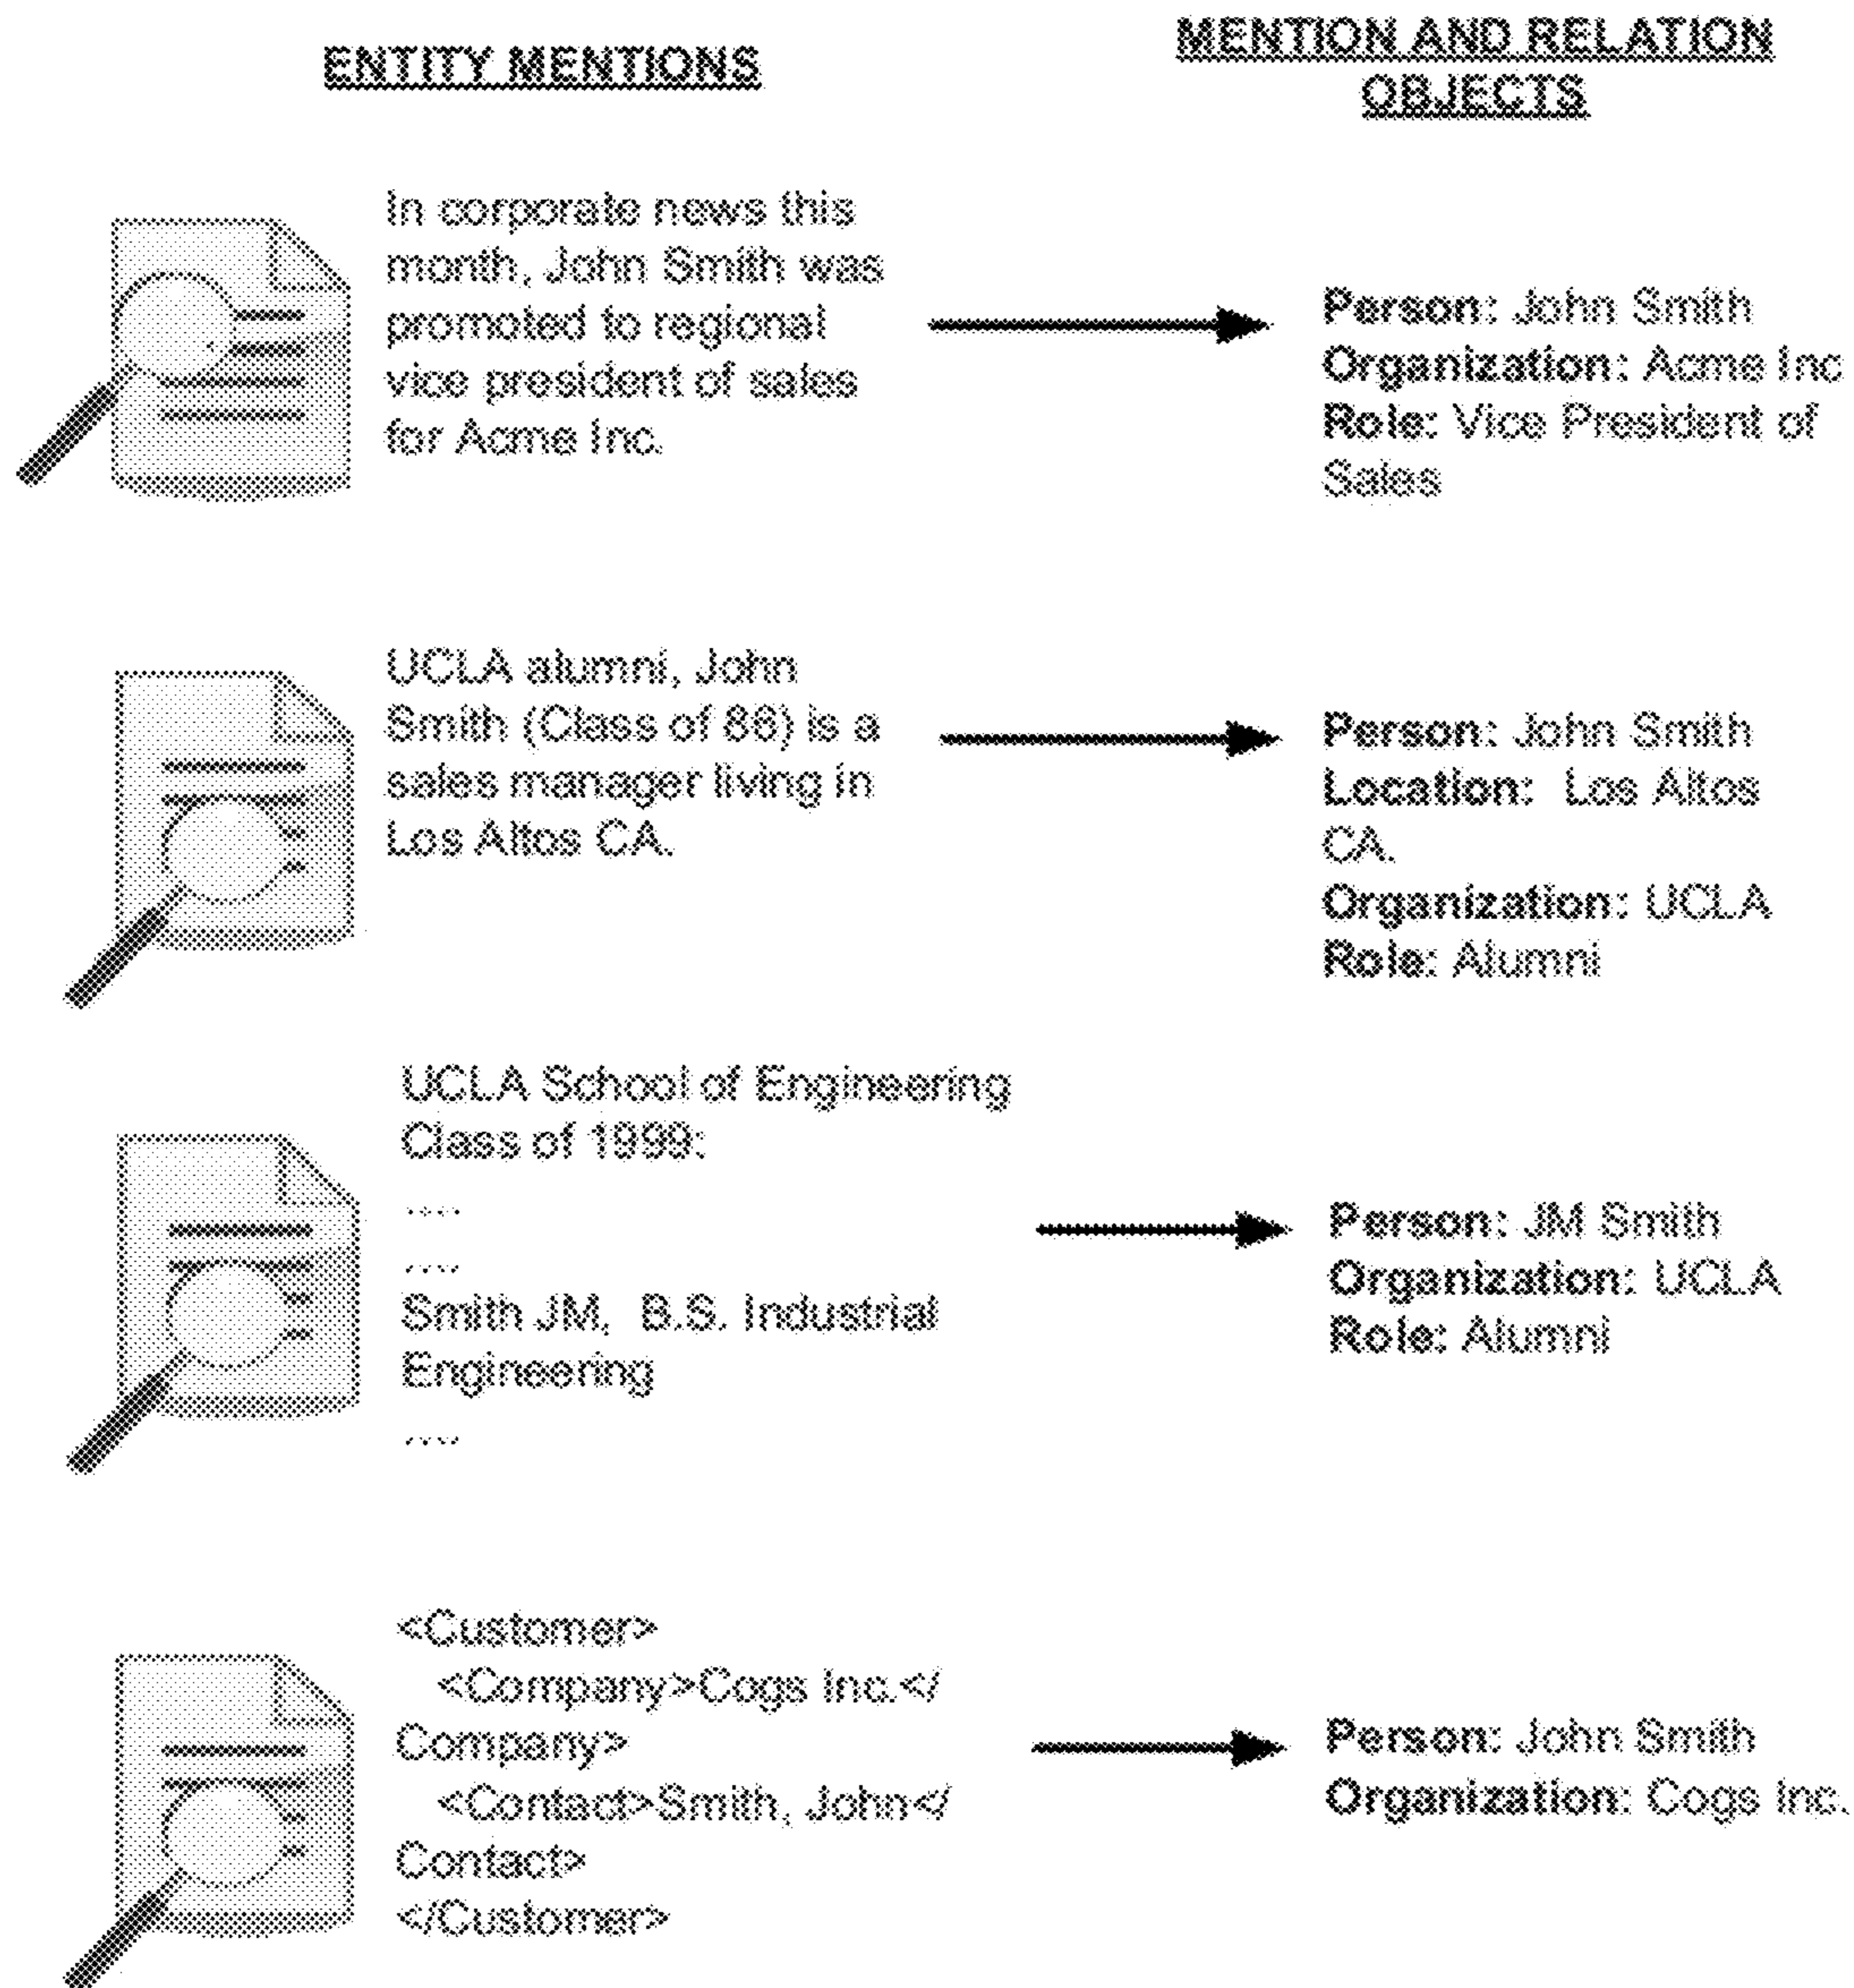 ENTITY MENTIONS
MENTION AND RELATION
OBJECTS
In corporate news this
month, John Smith was
promoted to regional
vice president of sales
for Acme Inc.
Person: John Smith
Organization: Acme Inc
Role: Vice President of
Sales
UCLA alumni, John
Smith (Class of 86) is a
sales manager living in
Los Altos CA.
Person: John Smith
Location: Los Altos
CA.
Organization: UCLA
Role: Alumni
UCLA School of Engineering
Class of 1999:
....
....
Smith JM, B.S. Industrial
Engineering
....
Person: JM Smith
Organization: UCLA
Role: Alumni
<Customer>
<Company>Cogs Inc.</
Company>
<Contact>Smith, John</
Contact>
</Customer>
Person: John Smith
Organization: Cogs Inc.